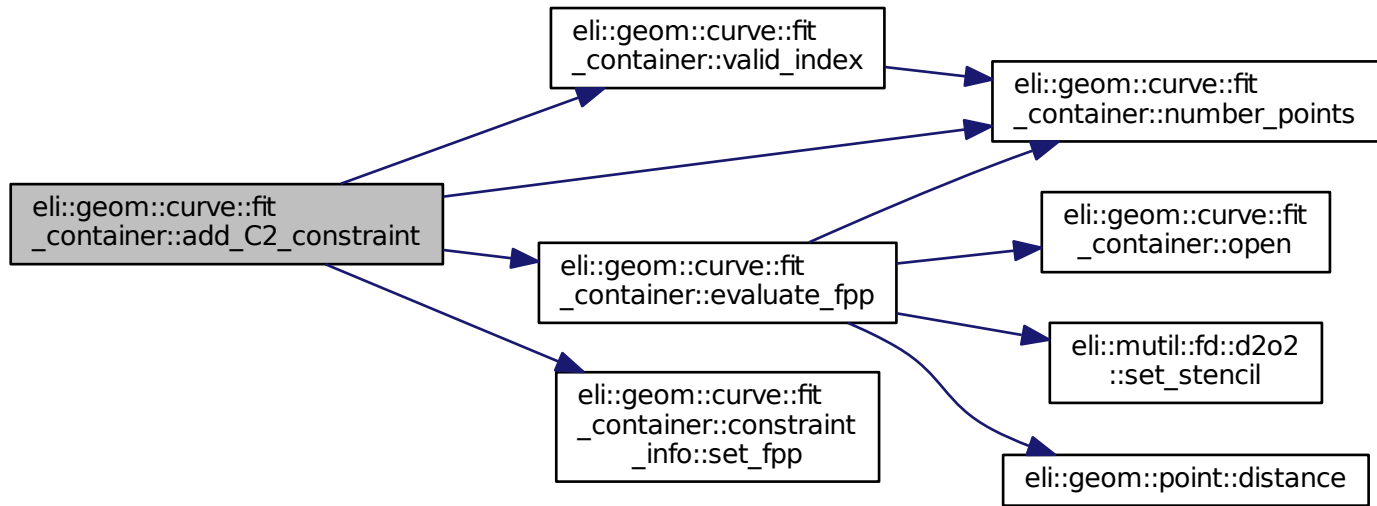 eli::geom::curve::fit
_container::add_C2_constraint
eli::geom::curve::fit
_container::valid_index
eli::geom::curve::fit
_container::number_points
eli::geom::curve::fit
_container::evaluate_fpp
eli::geom::curve::fit
_container::open
eli::mutil::fd::d2o2
::set_stencil
eli::geom::point::distance
eli::geom::curve::fit
_container::constraint
_info::set_fpp